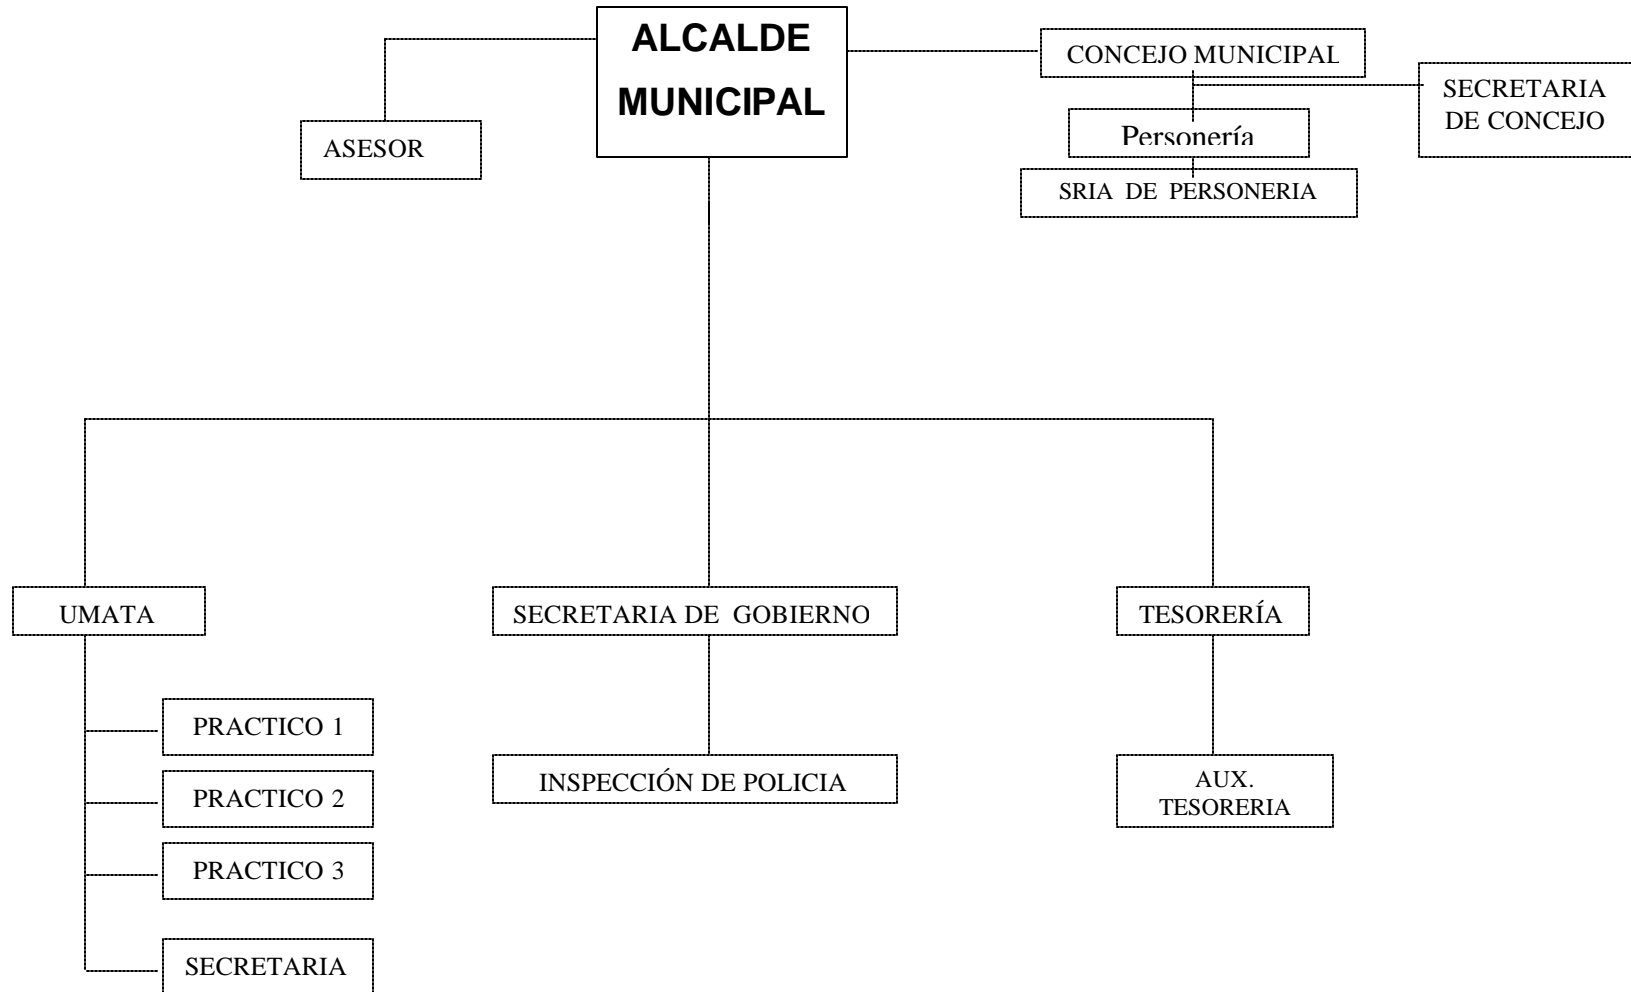 ALCALDE
MUNICIPAL
CONCEJO MUNICIPAL
SECRETARIA
DE CONCEJO
ASESOR
Personería
SRIA DE PERSONERIA
UMATA
SECRETARIA DE GOBIERNO
TESORERÍA
PRACTICO 1
PRACTICO 2
PRACTICO 3
SECRETARIA
INSPECCIÓN DE POLICIA
AUX.
TESORERIA